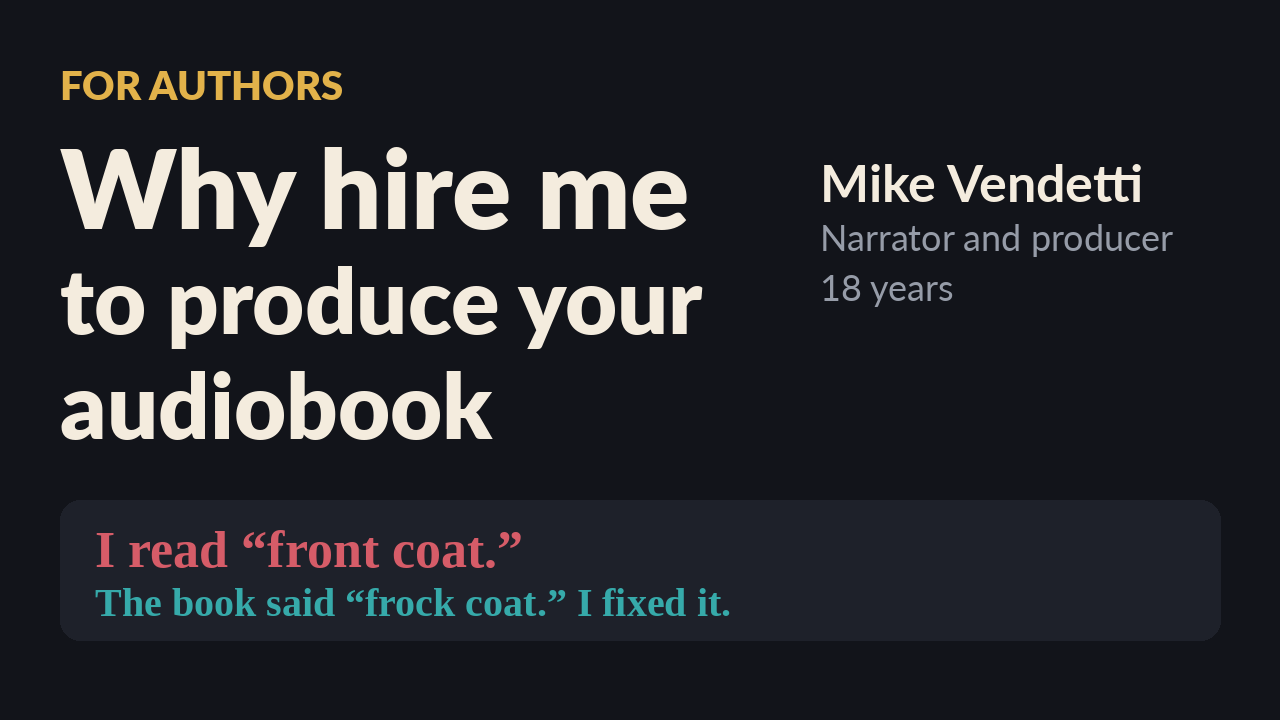 FOR AUTHORS
Why hire me
to produce your
audiobook
Mike Vendetti
Narrator and producer
18 years
I read “front coat.”
The book said “frock coat.” I fixed it.